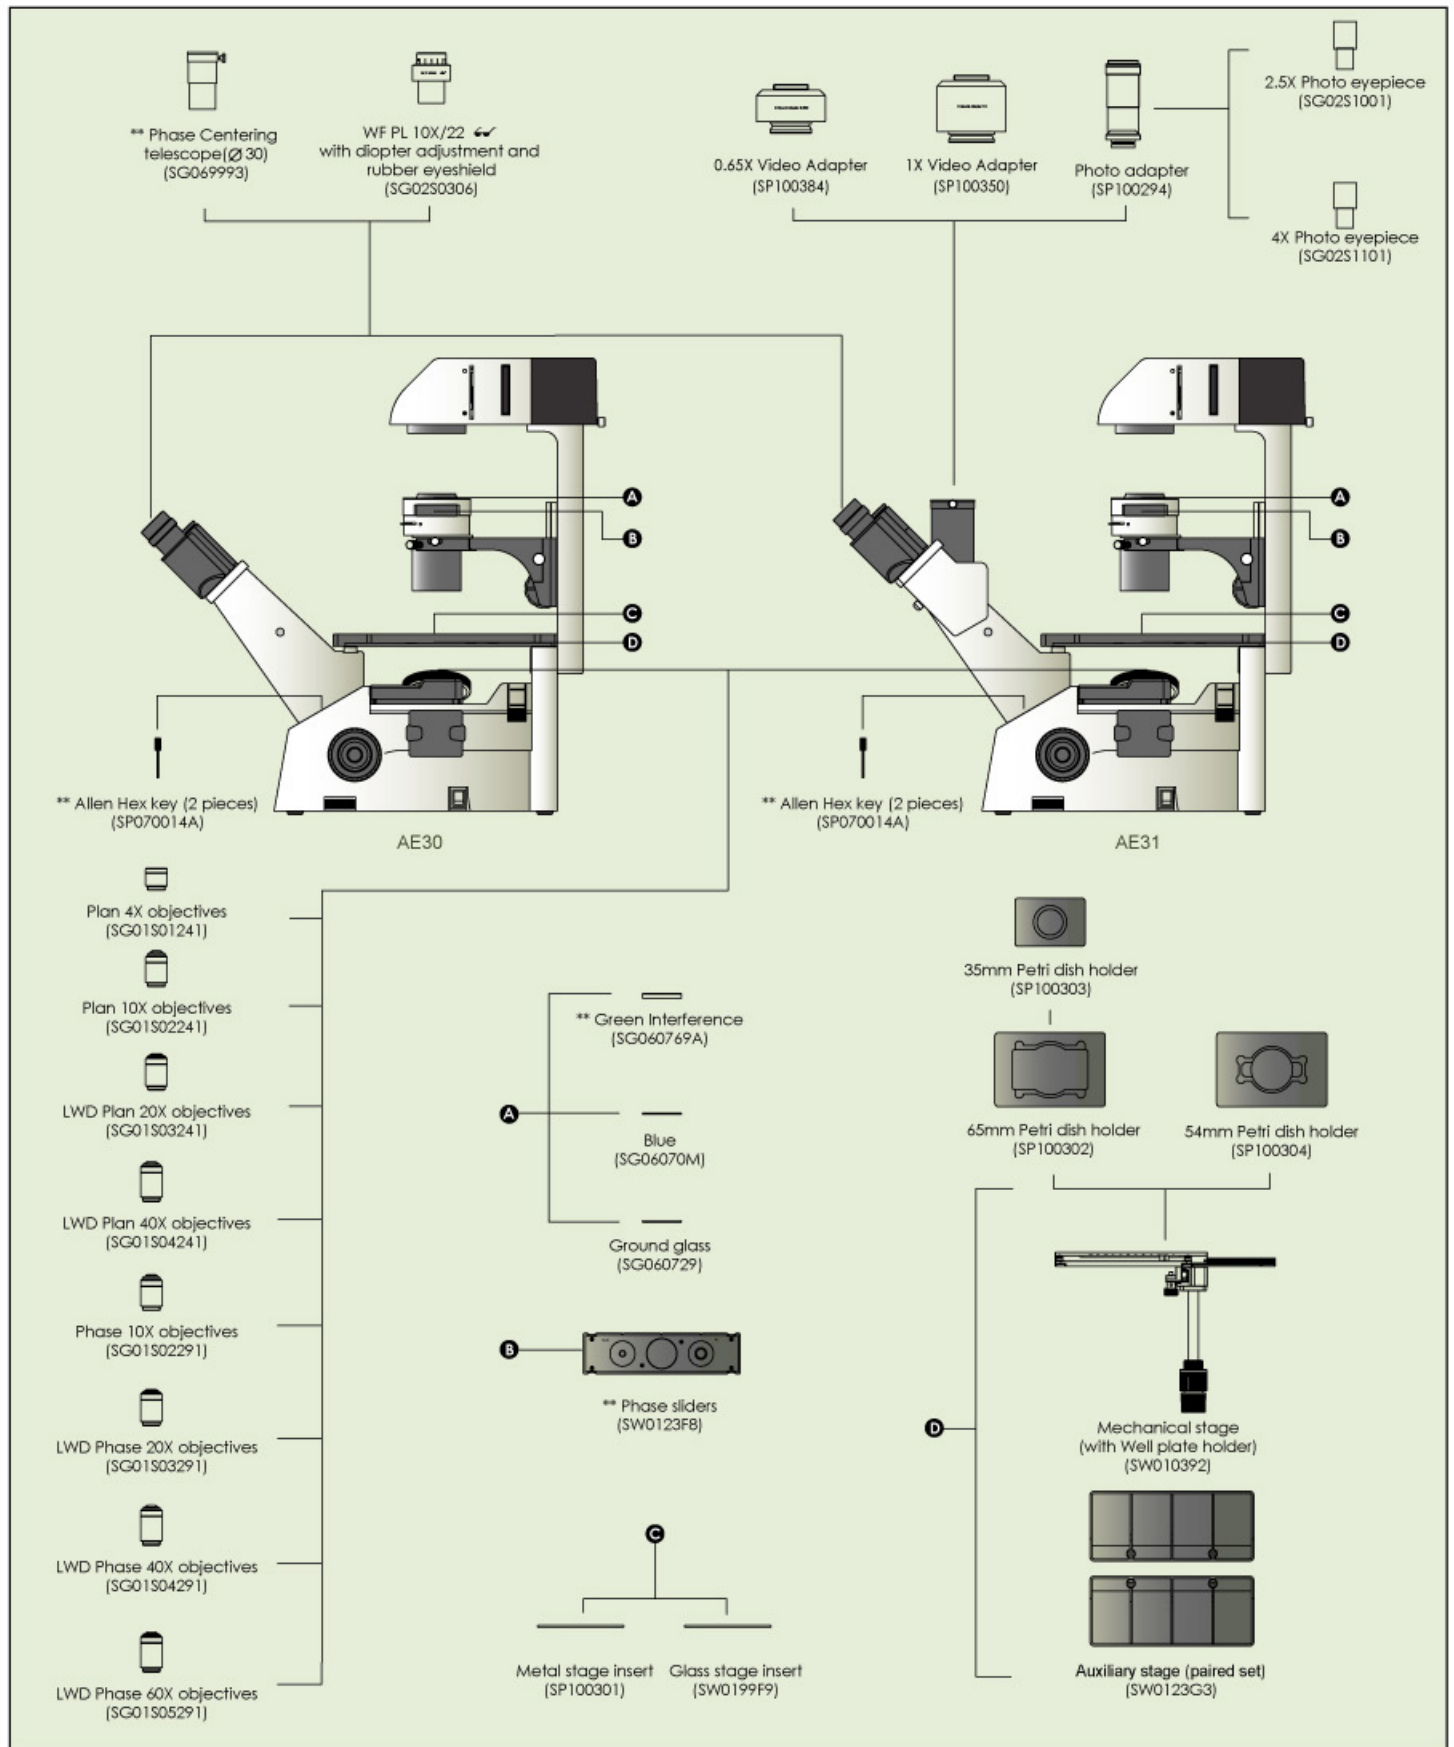 ** Phase Centering
telescope(Ø 30)
(SG069993)
WF PL 10X/22
with diopter adjustment and
rubber eyeshield
(SG02S0306)
0.65X Video Adapter
(SP100384)
1X Video Adapter
(SP100350)
Photo adapter
(SP100294)
2.5X Photo eyepiece
(SG02S1001)
4X Photo eyepiece
(SG02S1101)
A
B
C
D
A
B
C
D
** Allen Hex key (2 pieces)
(SP070014A)
AE30
** Allen Hex key (2 pieces)
(SP070014A)
AE31
Plan 4X objectives
(SG01S01241)
Plan 10X objectives
(SG01S02241)
LWD Plan 20X objectives
(SG01S03241)
LWD Plan 40X objectives
(SG01S04241)
Phase 10X objectives
(SG01S02291)
LWD Phase 20X objectives
(SG01S03291)
LWD Phase 40X objectives
(SG01S04291)
LWD Phase 60X objectives
(SG01S05291)
A
** Green Interference
(SG060769A)
Blue
(SG06070M)
Ground glass
(SG060729)
B
** Phase sliders
(SW0123F8)
C
Metal stage insert
(SP100301)
Glass stage insert
(SW0199F9)
35mm Petri dish holder
(SP100303)
65mm Petri dish holder
(SP100302)
54mm Petri dish holder
(SP100304)
D
Mechanical stage
(with Well plate holder)
(SW010392)
Auxiliary stage (paired set)
(SW0123G3)